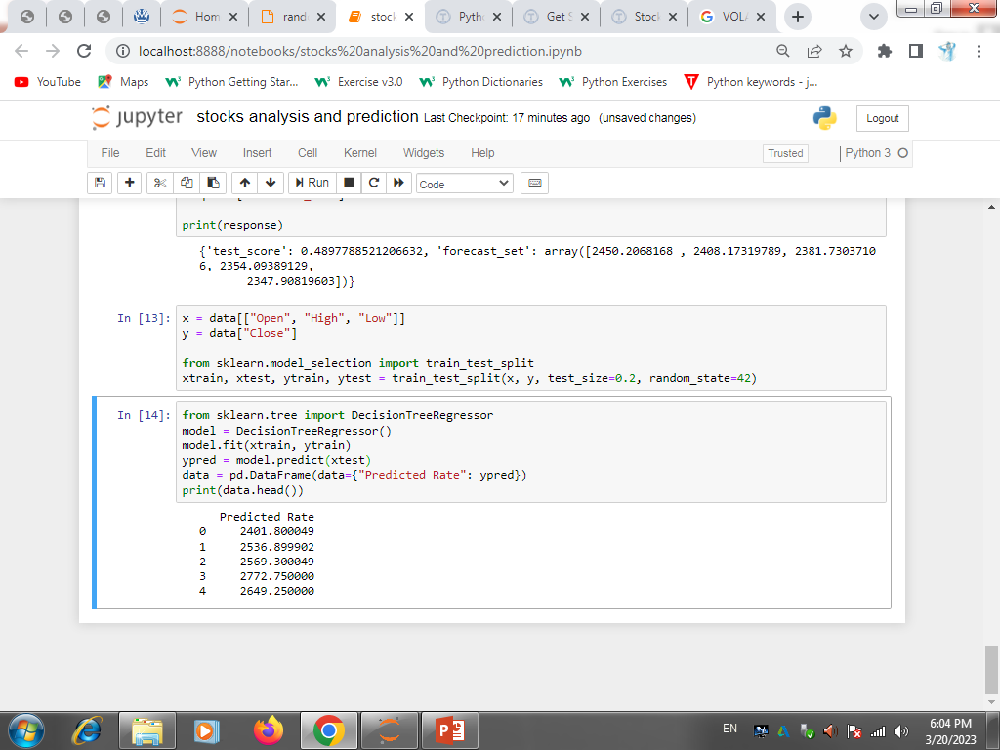 Hom
rand
stock
Pyth
Get S
Stock
VOL
localhost:8888/notebooks/stocks%20analysis%20and%20prediction.ipynb
YouTube Maps Python Getting Star... Exercise v3.0 Python Dictionaries Python Exercises Python keywords - j...
jupyter stocks analysis and prediction Last Checkpoint: 17 minutes ago (unsaved changes) Logout
File Edit View Insert Cell Kernel Widgets Help Trusted Python 3
Run Code
print(response)
{'test_score': 0.4897788521206632, 'forecast_set': array([2450.2068168 , 2408.17319789, 2381.7303710
6, 2354.09389129,
2347.90819603])}
In [13]: x = data[["Open", "High", "Low"]]
y = data["Close"]
from sklearn.model_selection import train_test_split
xtrain, xtest, ytrain, ytest = train_test_split(x, y, test_size=0.2, random_state=42)
In [14]: from sklearn.tree import DecisionTreeRegressor
model = DecisionTreeRegressor()
model.fit(xtrain, ytrain)
ypred = model.predict(xtest)
data = pd.DataFrame(data={"Predicted Rate": ypred})
print(data.head())
Predicted Rate
0 2401.800049
1 2536.899902
2 2569.300049
3 2772.750000
4 2649.250000
EN
6:04 PM
3/20/2023